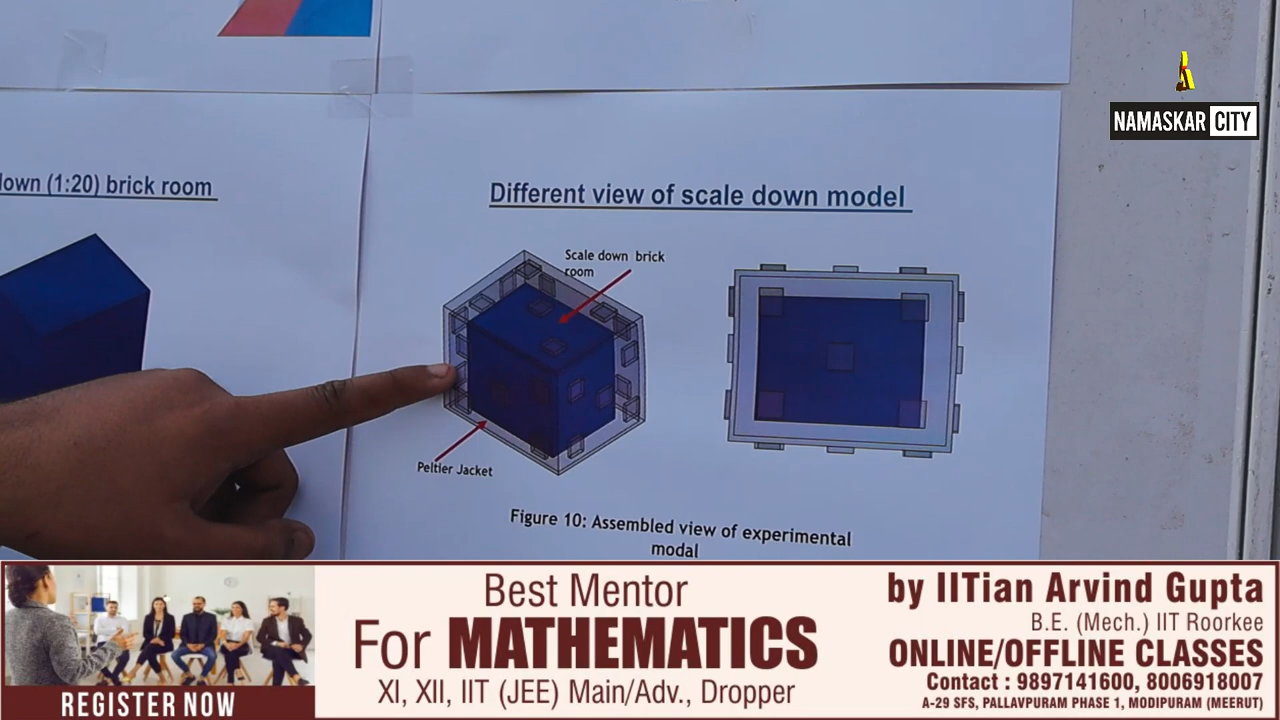 NAMASKAR CITY
down (1:20) brick room
Different view of scale down model
Scale down brick
room
Peltier Jacket
Figure 10: Assembled view of experimental
modal
REGISTER NOW
Best Mentor
For MATHEMATICS
XI, XII, IIT (JEE) Main/Adv., Dropper
by IITian Arvind Gupta
B.E. (Mech.) IIT Roorkee
ONLINE/OFFLINE CLASSES
Contact : 9897141600, 8006918007
A-29 SFS, PALLAVPURAM PHASE 1, MODIPURAM (MEERUT)